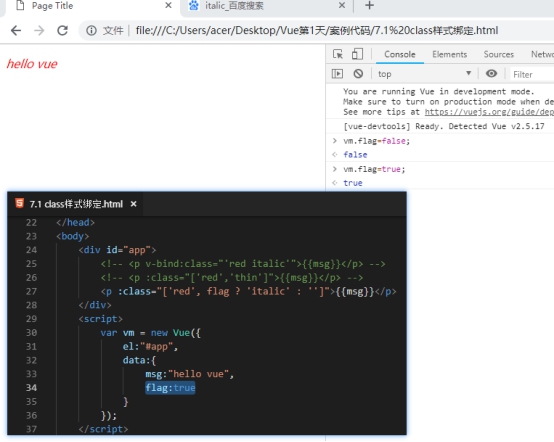 Page Title
italic_百度搜索
文件 | file:///C:/Users/acer/Desktop/Vue第1天/案例代码/7.1%20class样式绑定.html
hello vue
Console Elements Sources Netwo
top Filter
You are running Vue in development mode.
Make sure to turn on production mode when de
See more tips at https://vuejs.org/guide/dep
[vue-devtools] Ready. Detected Vue v2.5.17
> vm.flag=false;
< false
> vm.flag=true;
< true
7.1 class样式绑定.html
22 </head>
23 <body>
24 <div id="app">
25 <!-- <p v-bind:class="'red italic'">{{msg}}</p> -->
26 <!-- <p :class="['red','thin']">{{msg}}</p> -->
27 <p :class="['red', flag ? 'italic' : '']">{{msg}}</p>
28 </div>
29 <script>
30 var vm = new Vue({
31 el:"#app",
32 data:{
33 msg:"hello vue",
34 flag:true
35 }
36 });
37 </script>